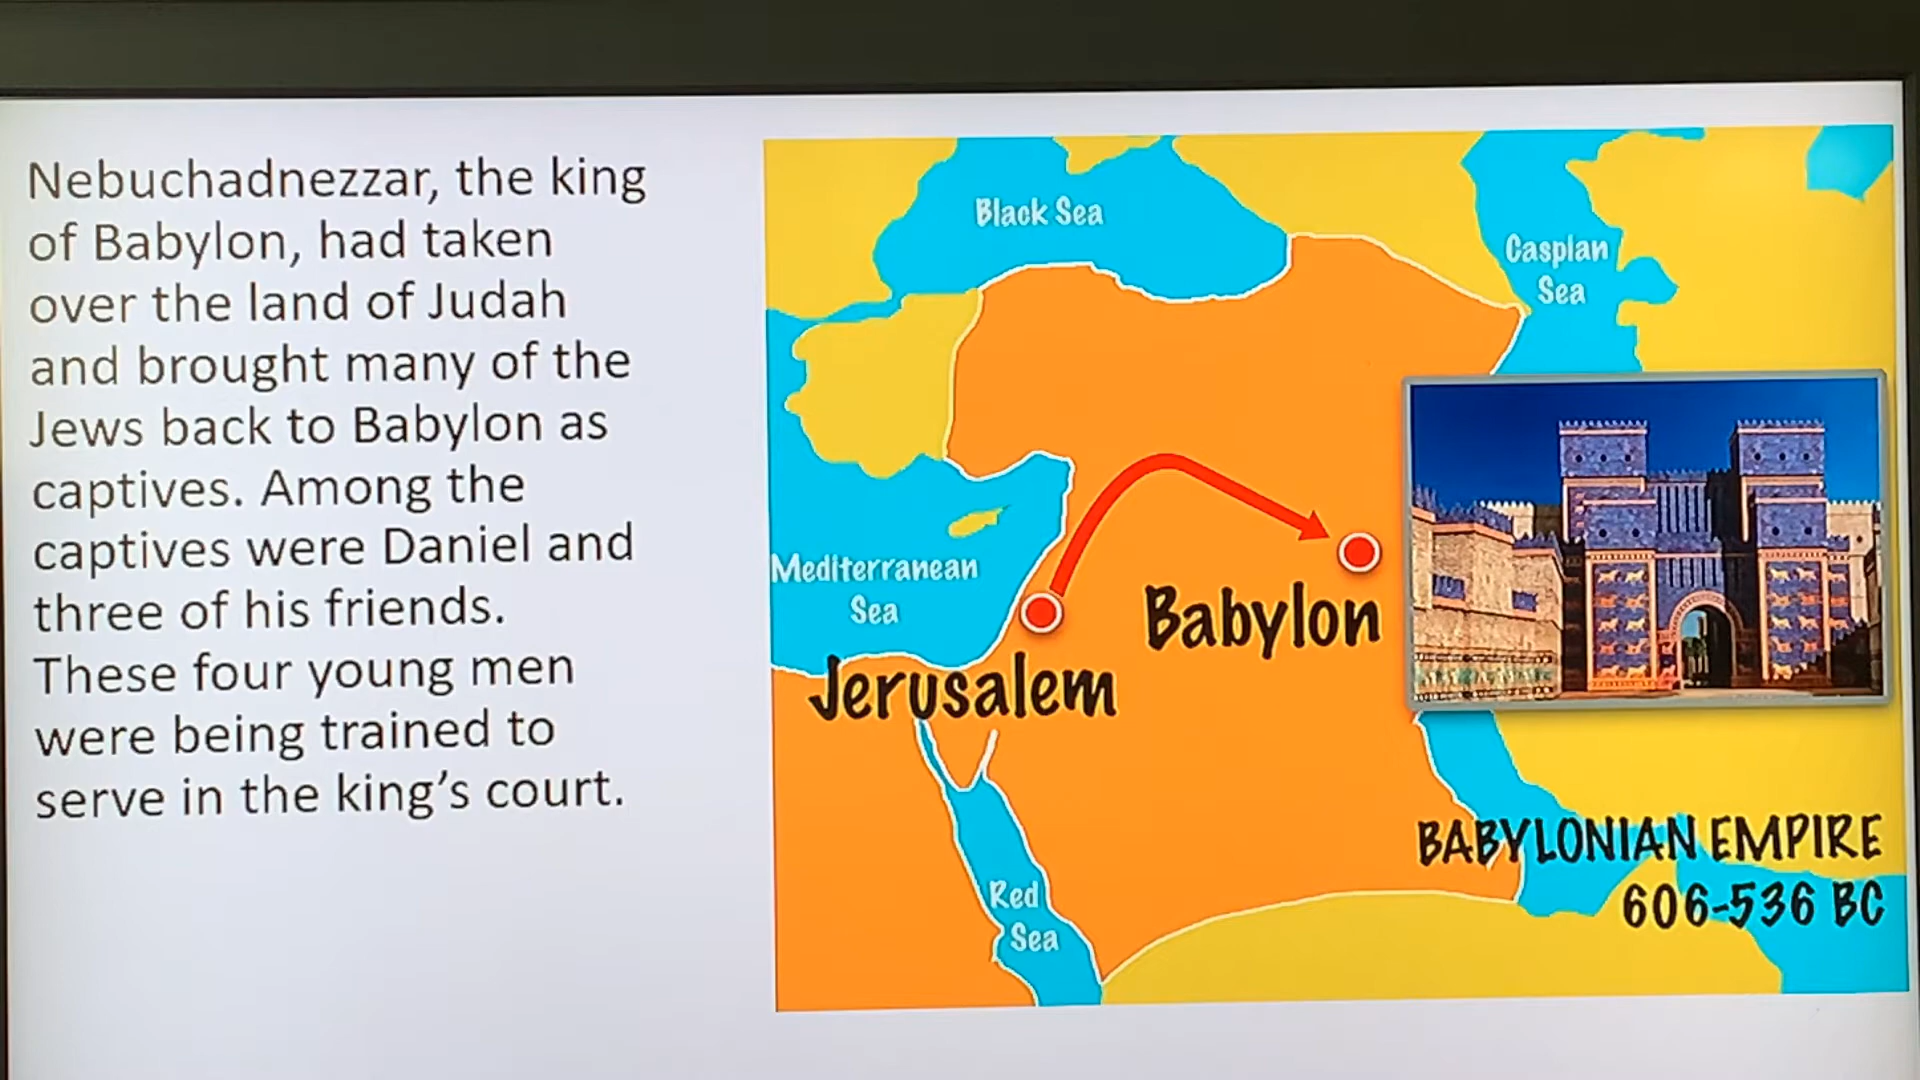 Nebuchadnezzar, the king
of Babylon, had taken
over the land of Judah
and brought many of the
Jews back to Babylon as
captives. Among the
captives were Daniel and
three of his friends.
These four young men
were being trained to
serve in the king's court.
Black Sea
Caspian
Sea
Mediterranean
Sea
Babylon
Jerusalem
Red
Sea
BABYLONIAN EMPIRE
606-536 BC